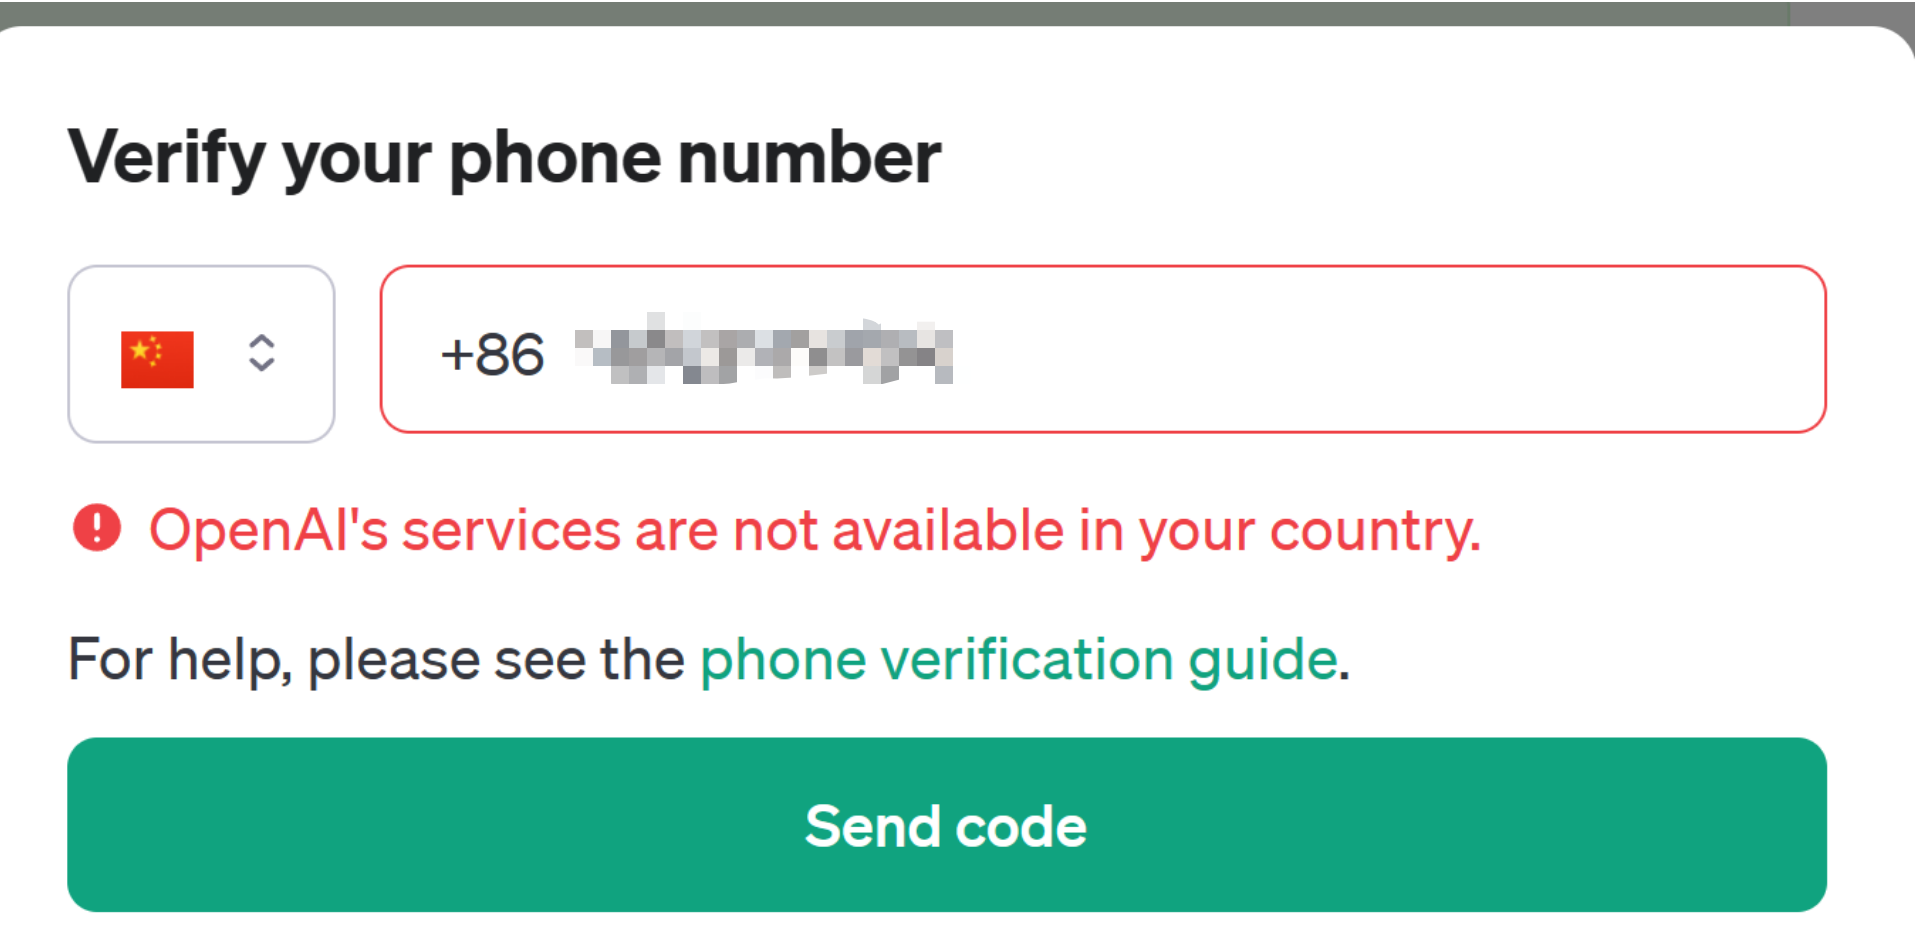 Verify your phone number
+86
OpenAI's services are not available in your country.
For help, please see the phone verification guide.
Send code